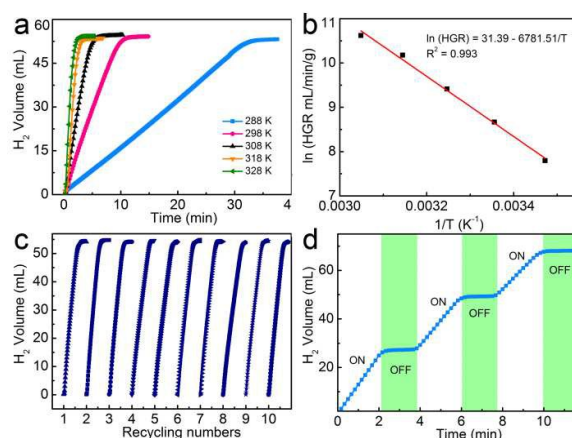 a
H₂ Volume (mL)
60
45
30
15
0
288 K
298 K
308 K
318 K
328 K
0 10 20 30 40
Time (min)
b
ln (HGR mL/min/g)
11
10
9
8
7
ln (HGR) = 31.39 - 6781.51/T
R² = 0.993
0.0030 0.0032 0.0034
1/T (K⁻¹)
c
H₂ Volume (mL)
50
40
30
20
10
0
1 2 3 4 5 6 7 8 9 10
Recycling numbers
d
H₂ Volume (mL)
60
40
20
ON
OFF
ON
OFF
ON
OFF
0 2 4 6 8 10
Time (min)